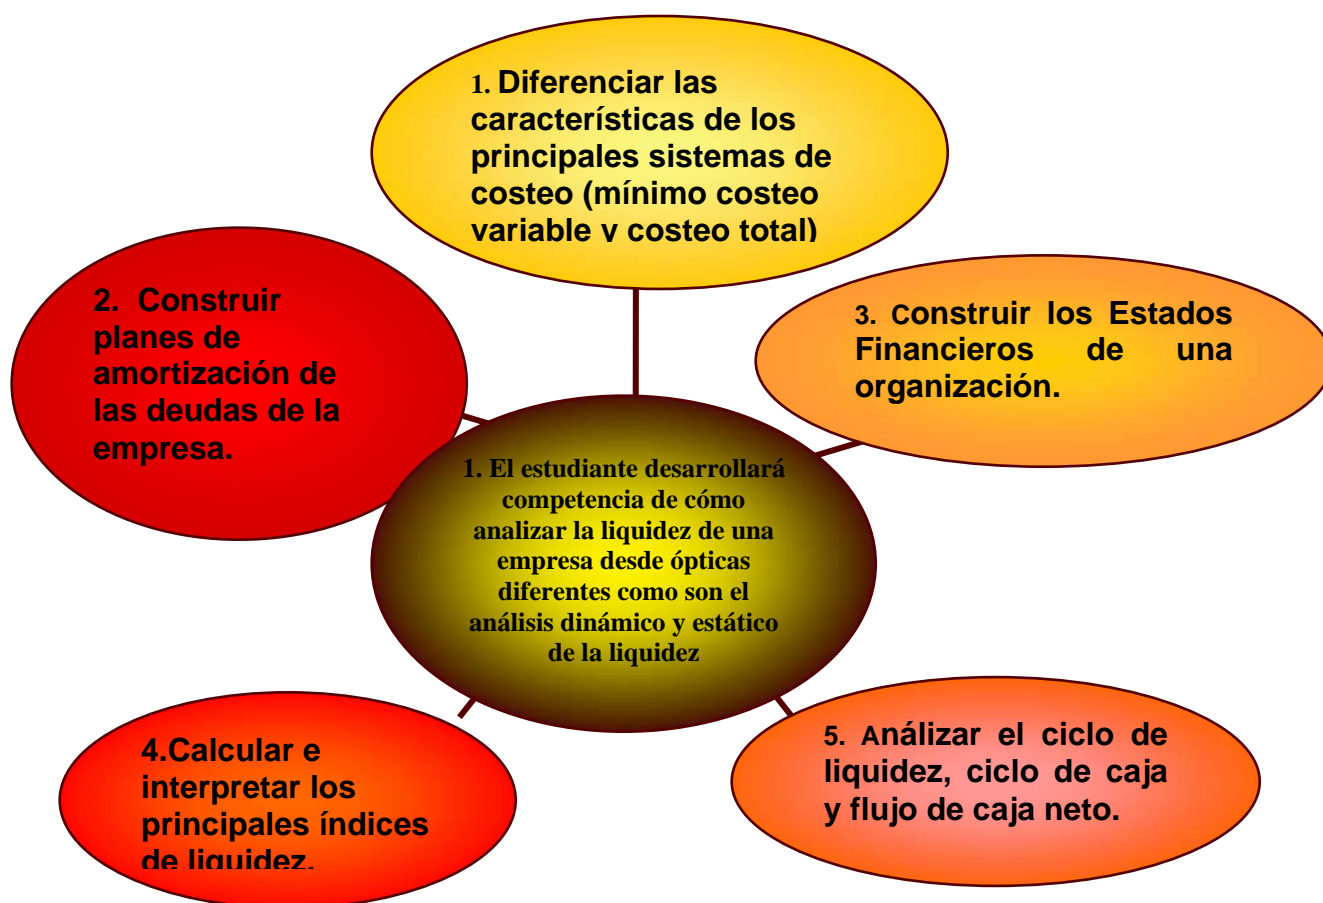 1. Diferenciar las
características de los
principales sistemas de
costeo (mínimo costeo
variable y costeo total)
2. Construir
planes de
amortización de
las deudas de la
empresa.
3. Construir los Estados
Financieros de una
organización.
1. El estudiante desarrollará
competencia de cómo
analizar la liquidez de una
empresa desde ópticas
diferentes como son el
análisis dinámico y estático
de la liquidez
4.Calcular e
interpretar los
principales índices
de liquidez.
5. Análizar el ciclo de
liquidez, ciclo de caja
y flujo de caja neto.